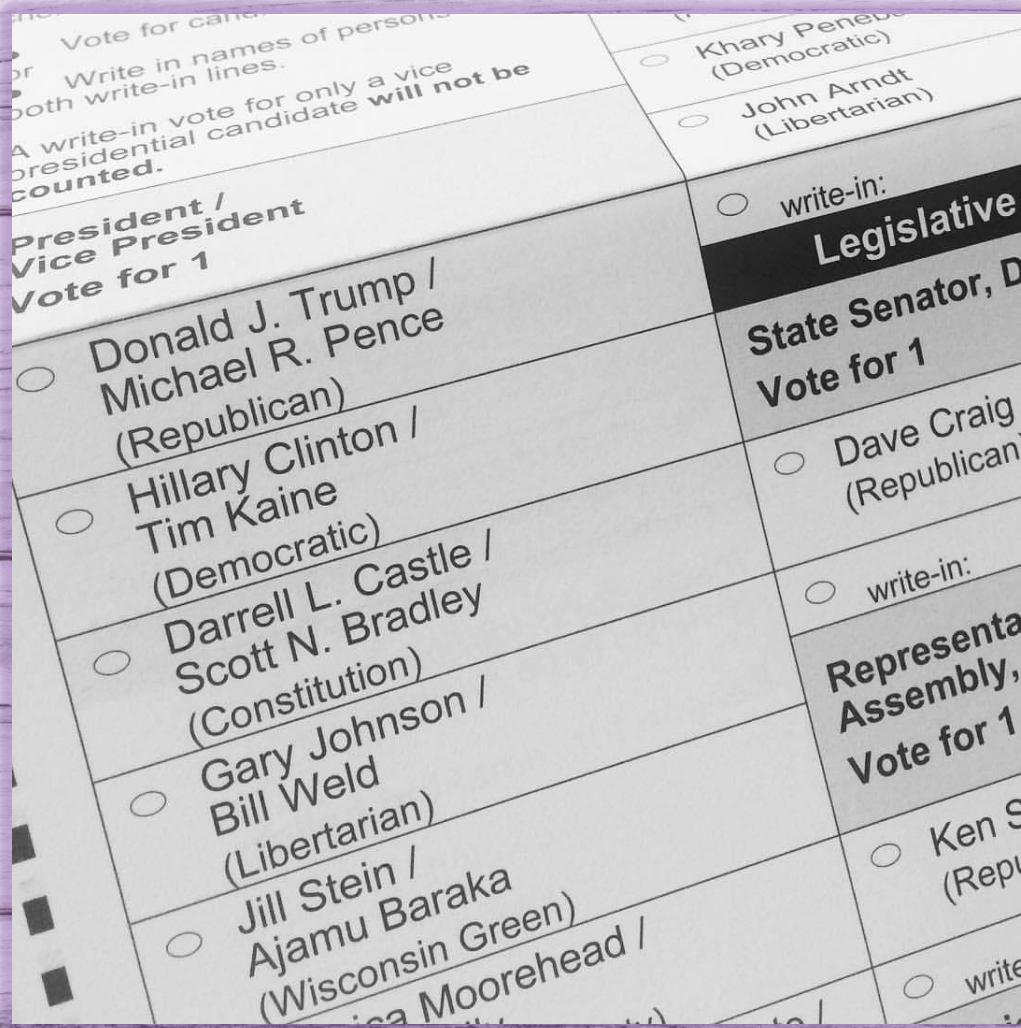 Vote for
Write in names of persons
both write-in lines.
A write-in vote for only a vice
presidential candidate will not be
counted.
President /
Vice President
Vote for 1
Donald J. Trump /
Michael R. Pence
(Republican)
Hillary Clinton /
Tim Kaine
(Democratic)
Darrell L. Castle /
Scott N. Bradley
(Constitution)
Gary Johnson /
Bill Weld
(Libertarian)
Jill Stein /
Ajamu Baraka
(Wisconsin Green)
Moorehead /
Khary
(Democratic)
John Arndt
(Libertarian)
write-in:
Legislative
State Senator, D
Vote for 1
Dave Craig
(Republican)
write-in:
Representa
Assembly,
Vote for 1
Ken S
(Repu
write